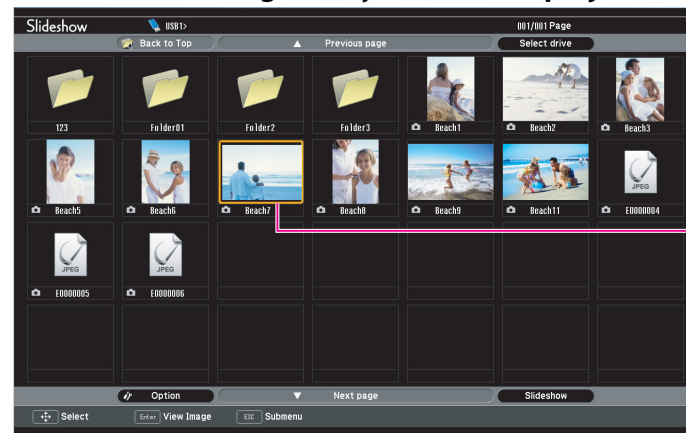 Slideshow USB1> 001/001 Page
Back to Top ▲ Previous page Select drive
123 Folder01 Folder2 Folder3 Beach1 Beach2 Beach3
JPEG
Beach5 Beach6 Beach7 Beach8 Beach9 Beach11 E0000004
JPEG JPEG
E0000005 E0000006
Option ▼ Next page Slideshow
Select Enter View Image ESC Submenu